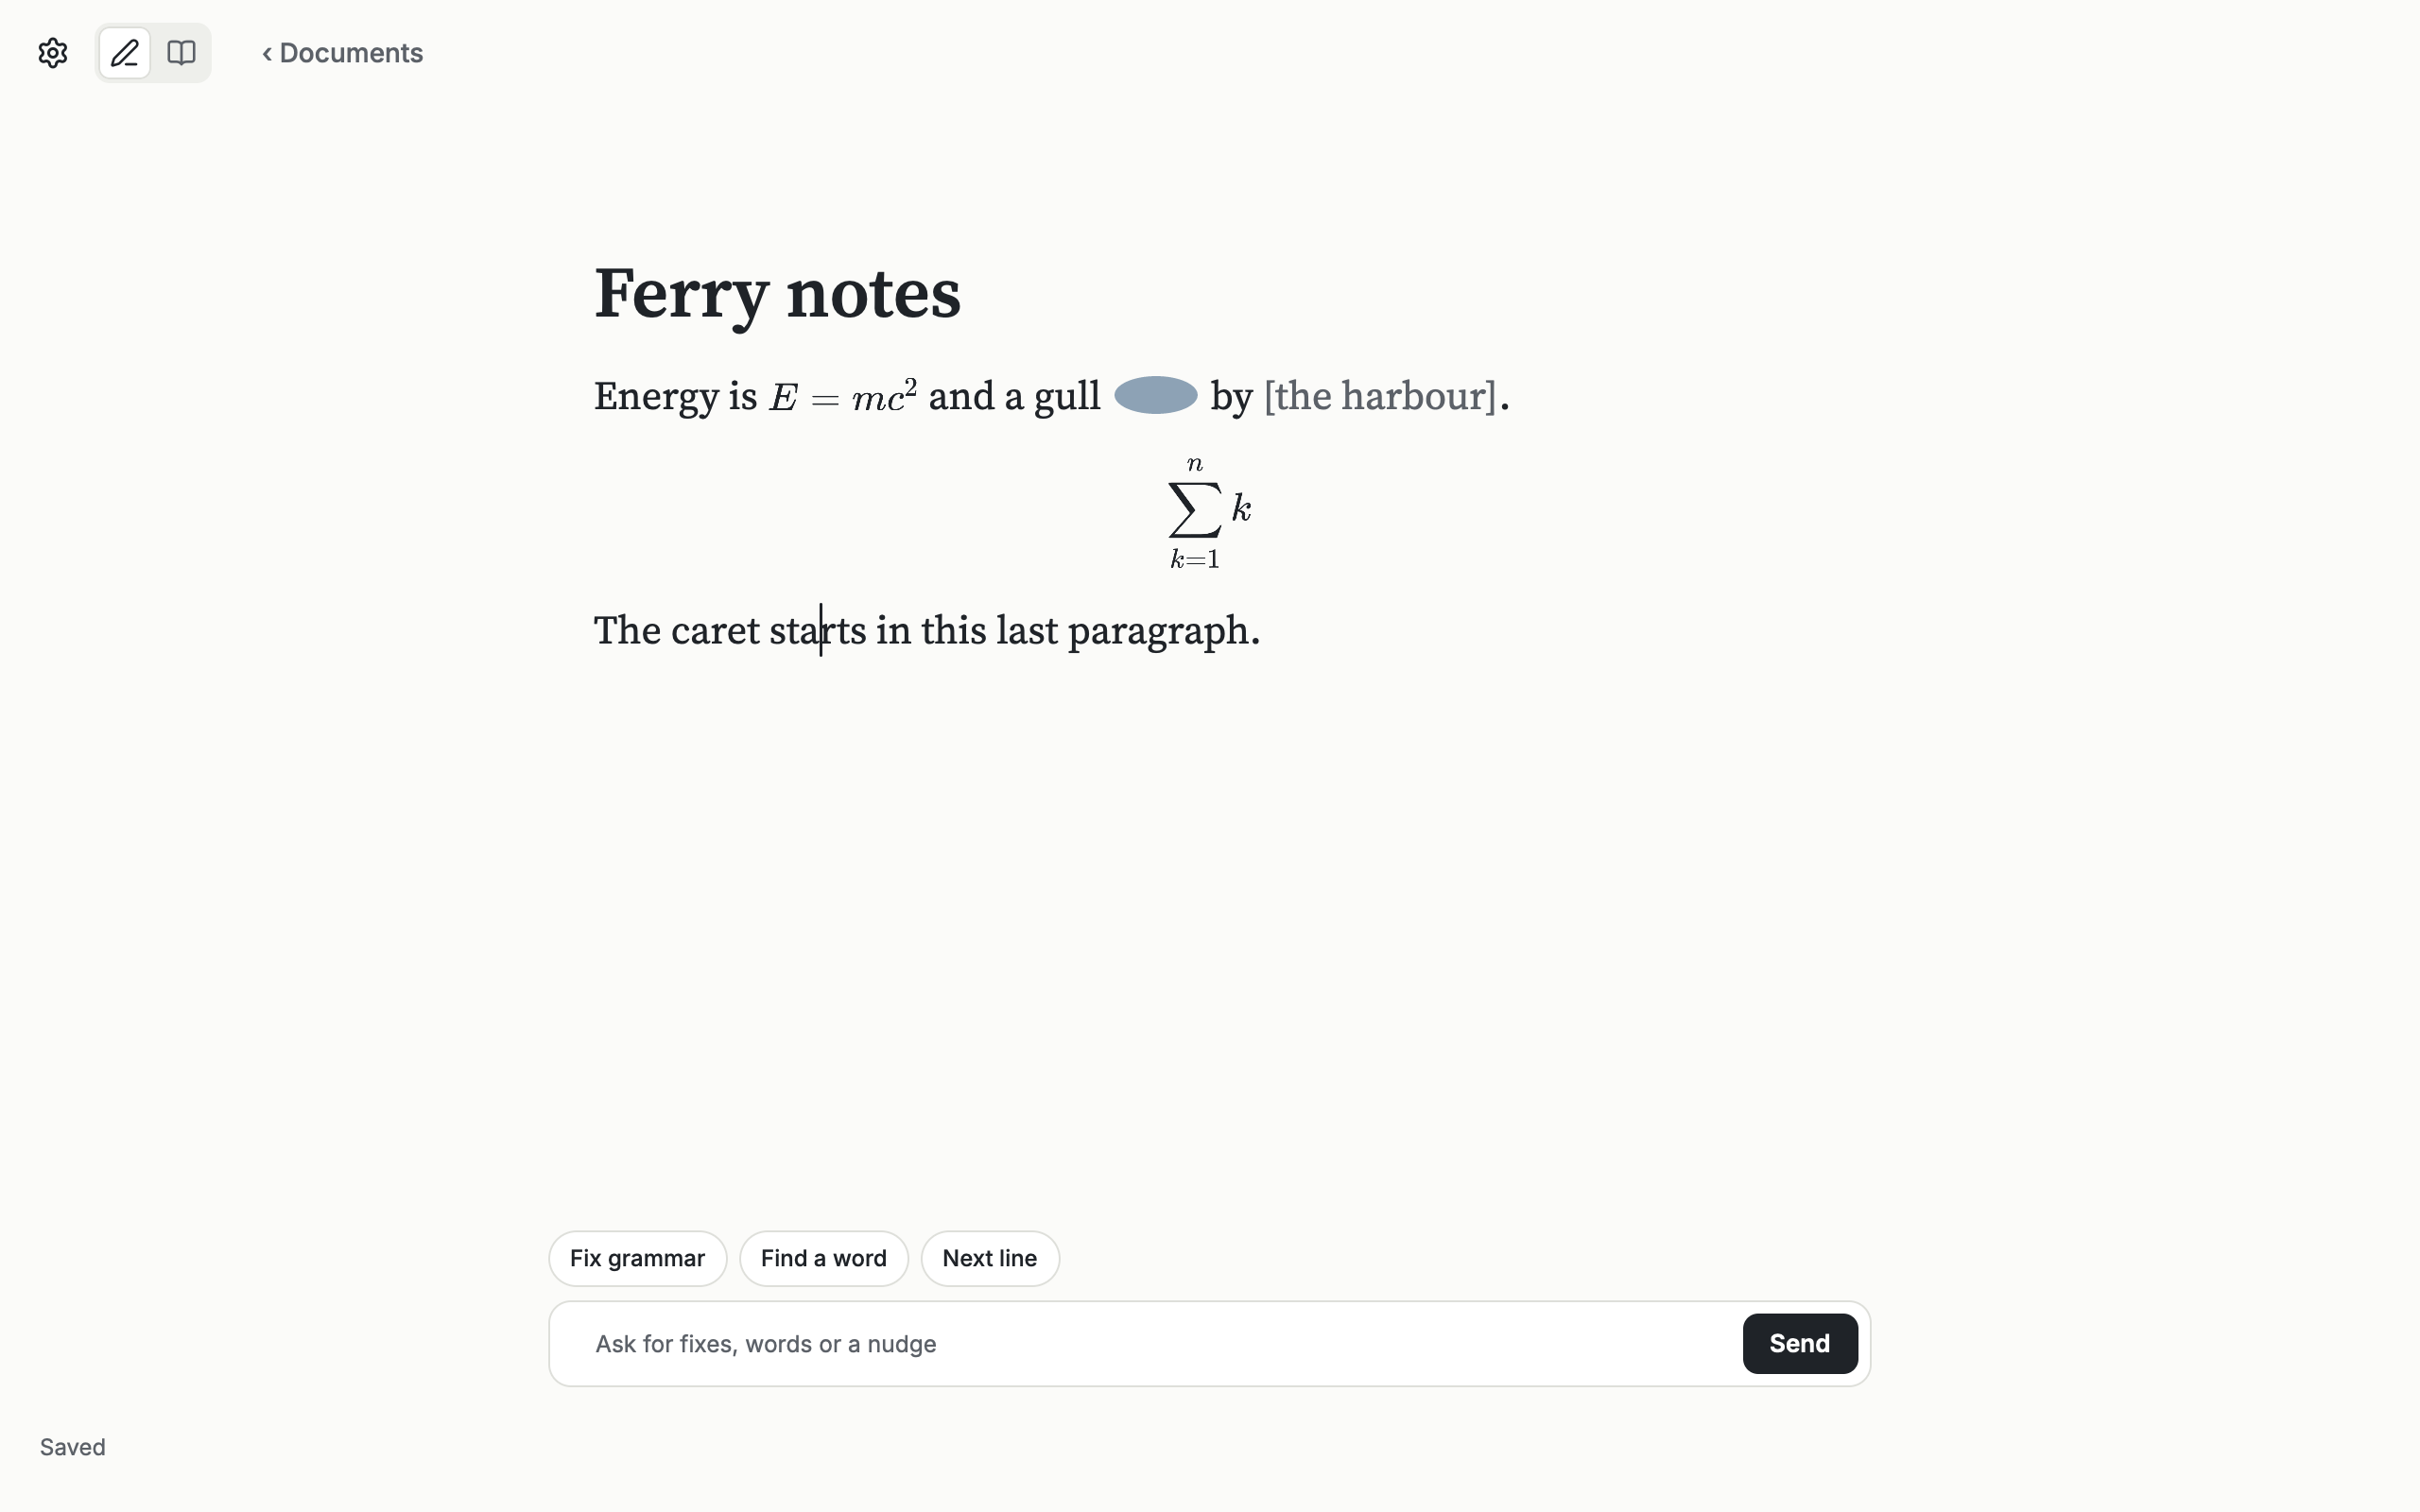 ‹ Documents
Ferry notes
Energy is E = mc² and a gull by [the harbour].
n
∑ k
k=1
The caret starts in this last paragraph.
Fix grammar Find a word Next line
Ask for fixes, words or a nudge Send
Saved